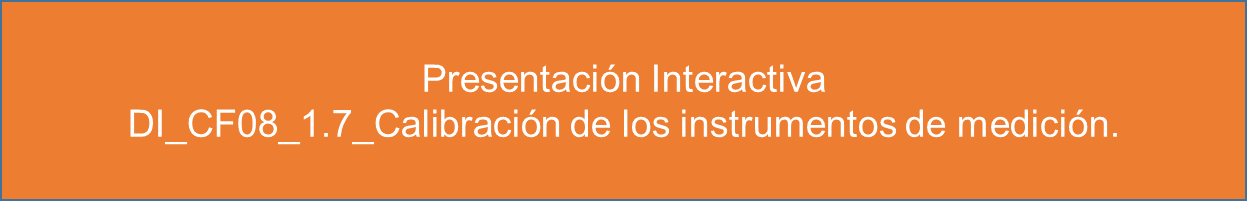 Presentación Interactiva
DI_CF08_1.7_Calibración de los instrumentos de medición.